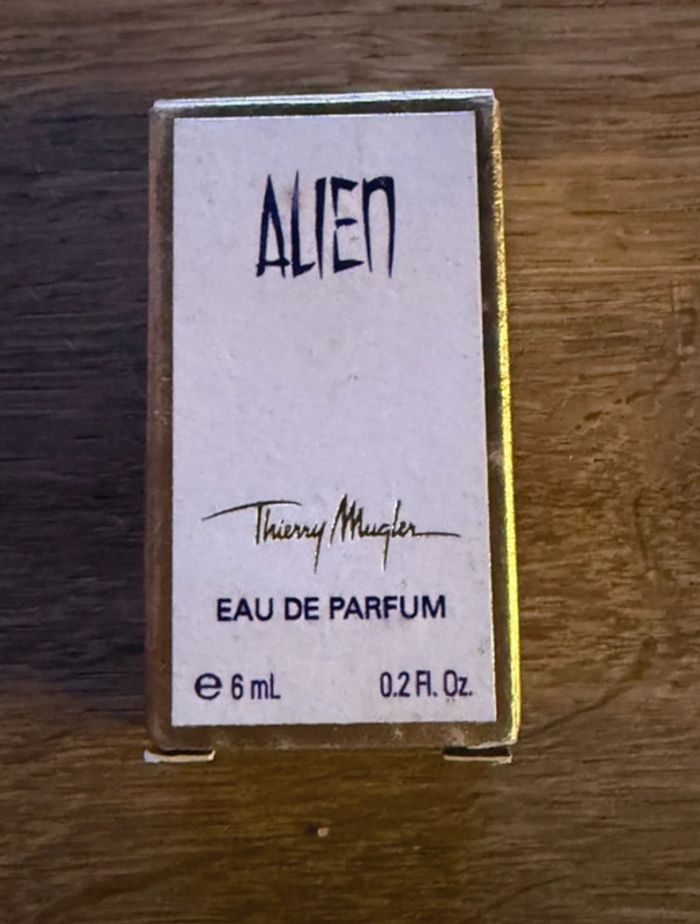 ALIEN
Thierry Mugler
EAU DE PARFUM
℮ 6 mL 0.2 Fl. Oz.